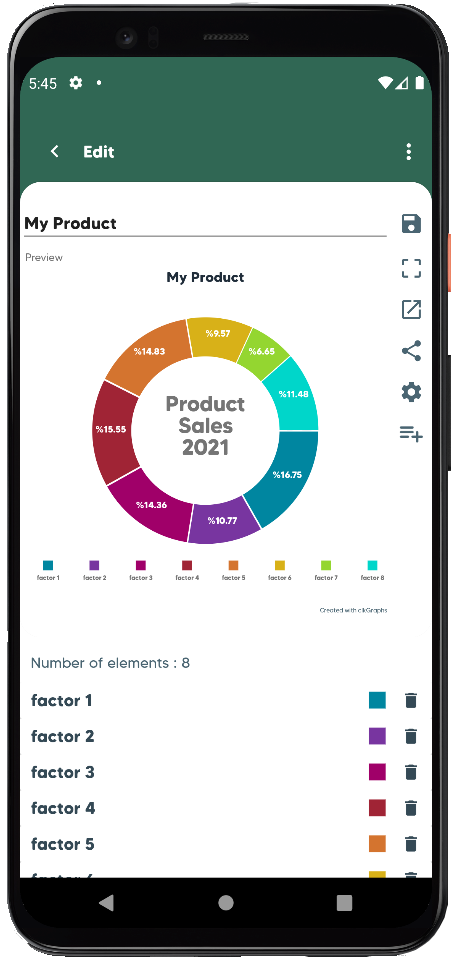 5:45
Edit
My Product
Preview
My Product
%9.57
%6.65
%14.83
%11.48
%15.55
%16.75
%14.36
%10.77
Product
Sales
2021
factor 1 factor 2 factor 3 factor 4 factor 5 factor 6 factor 7 factor 8
Created with clkGraphs
Number of elements : 8
factor 1
factor 2
factor 3
factor 4
factor 5